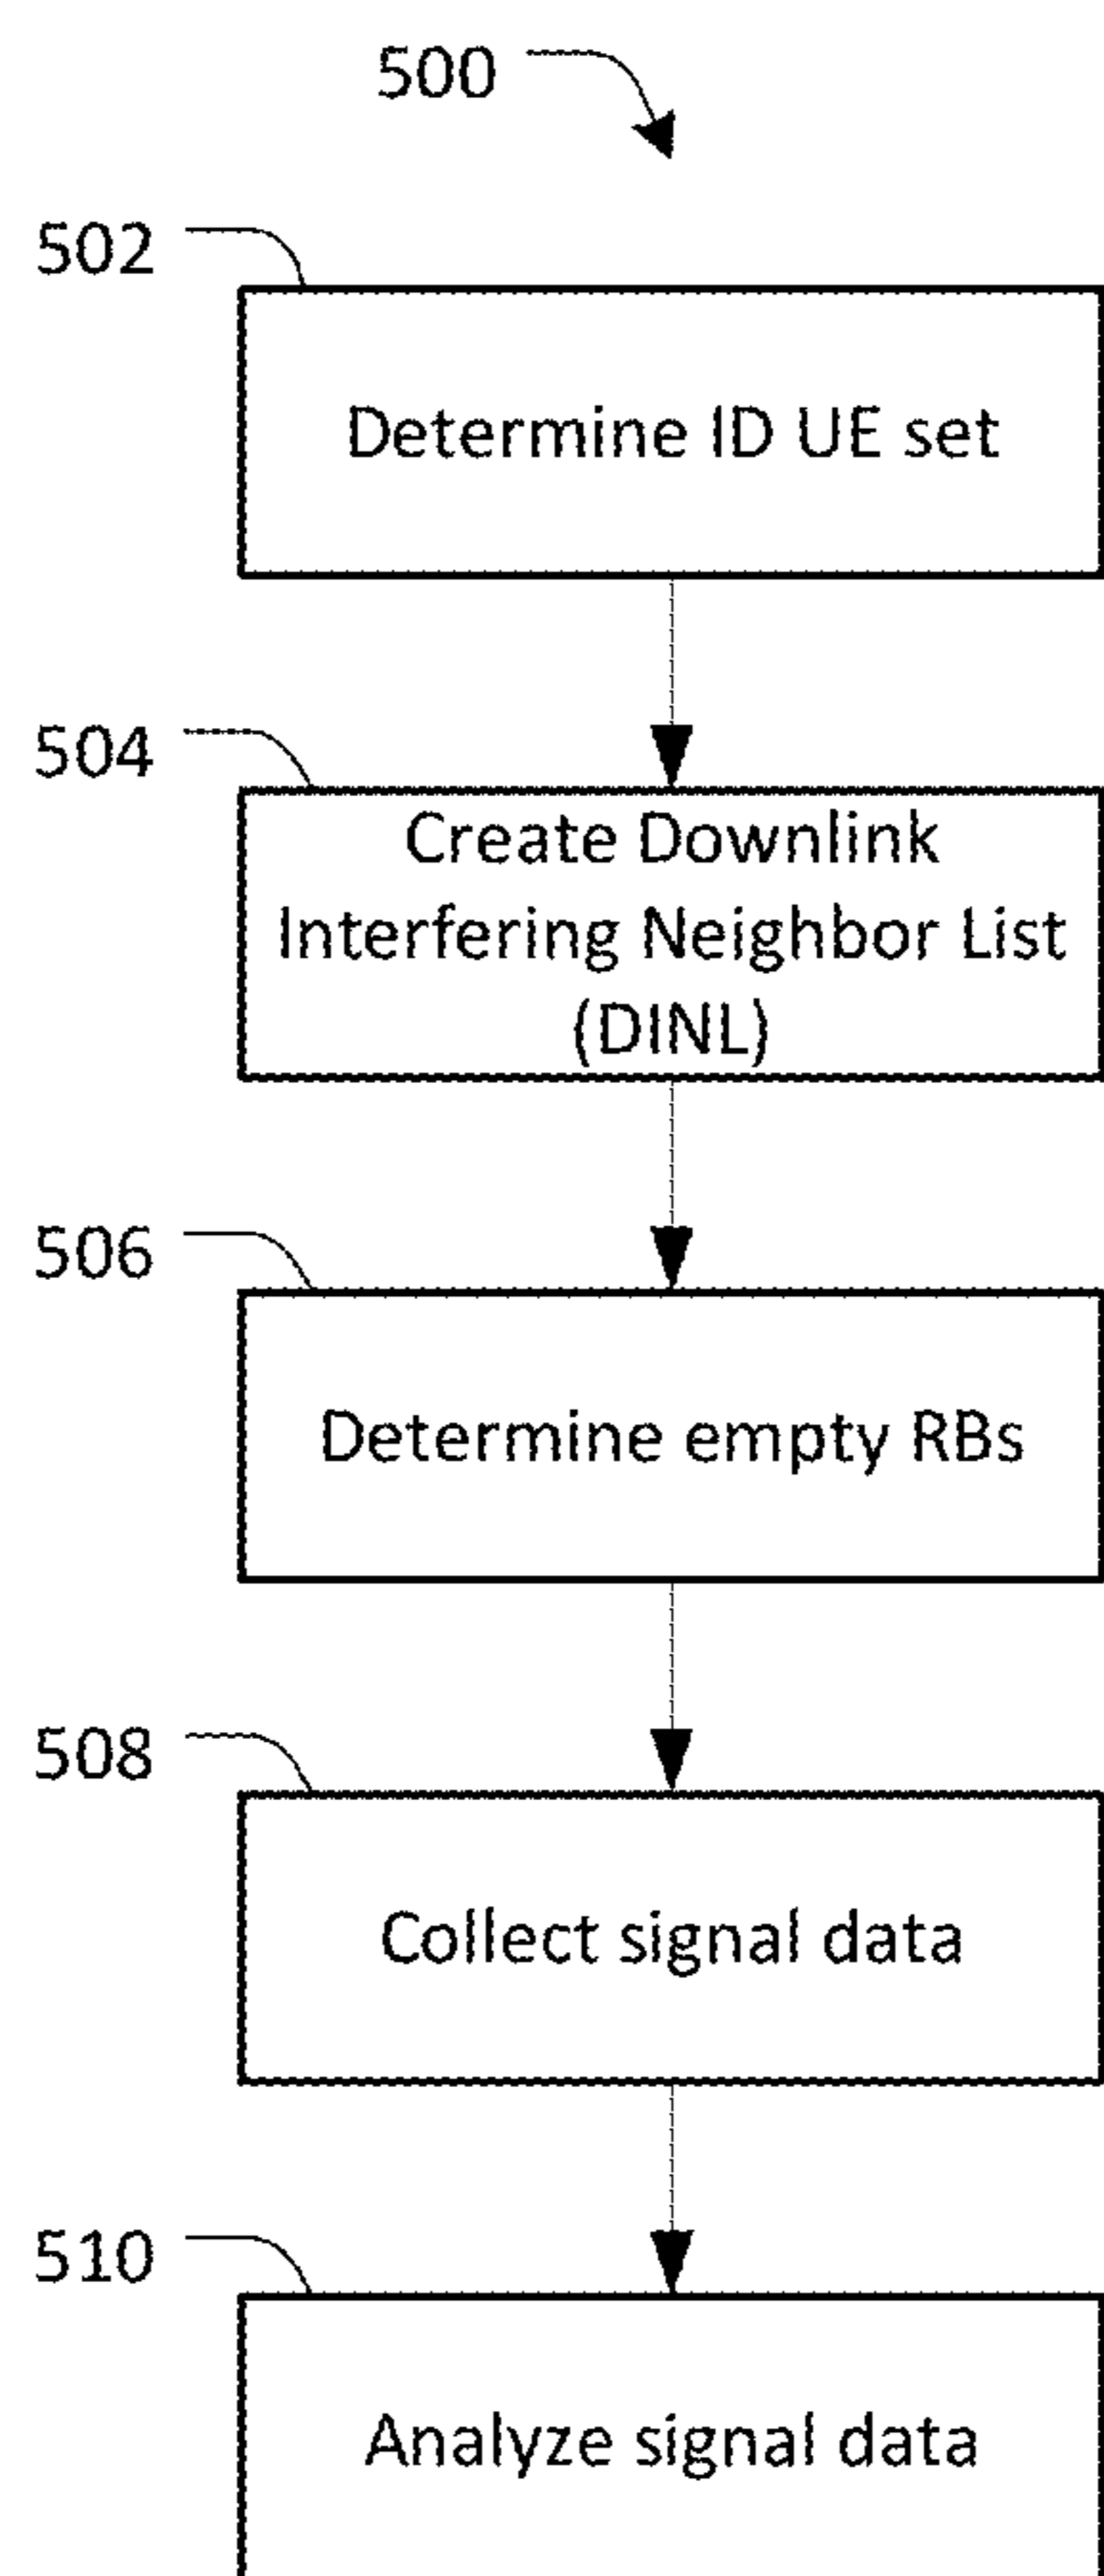 500
502
Determine ID UE set
504
Create Downlink
Interfering Neighbor List
(DINL)
506
Determine empty RBs
508
Collect signal data
510
Analyze signal data